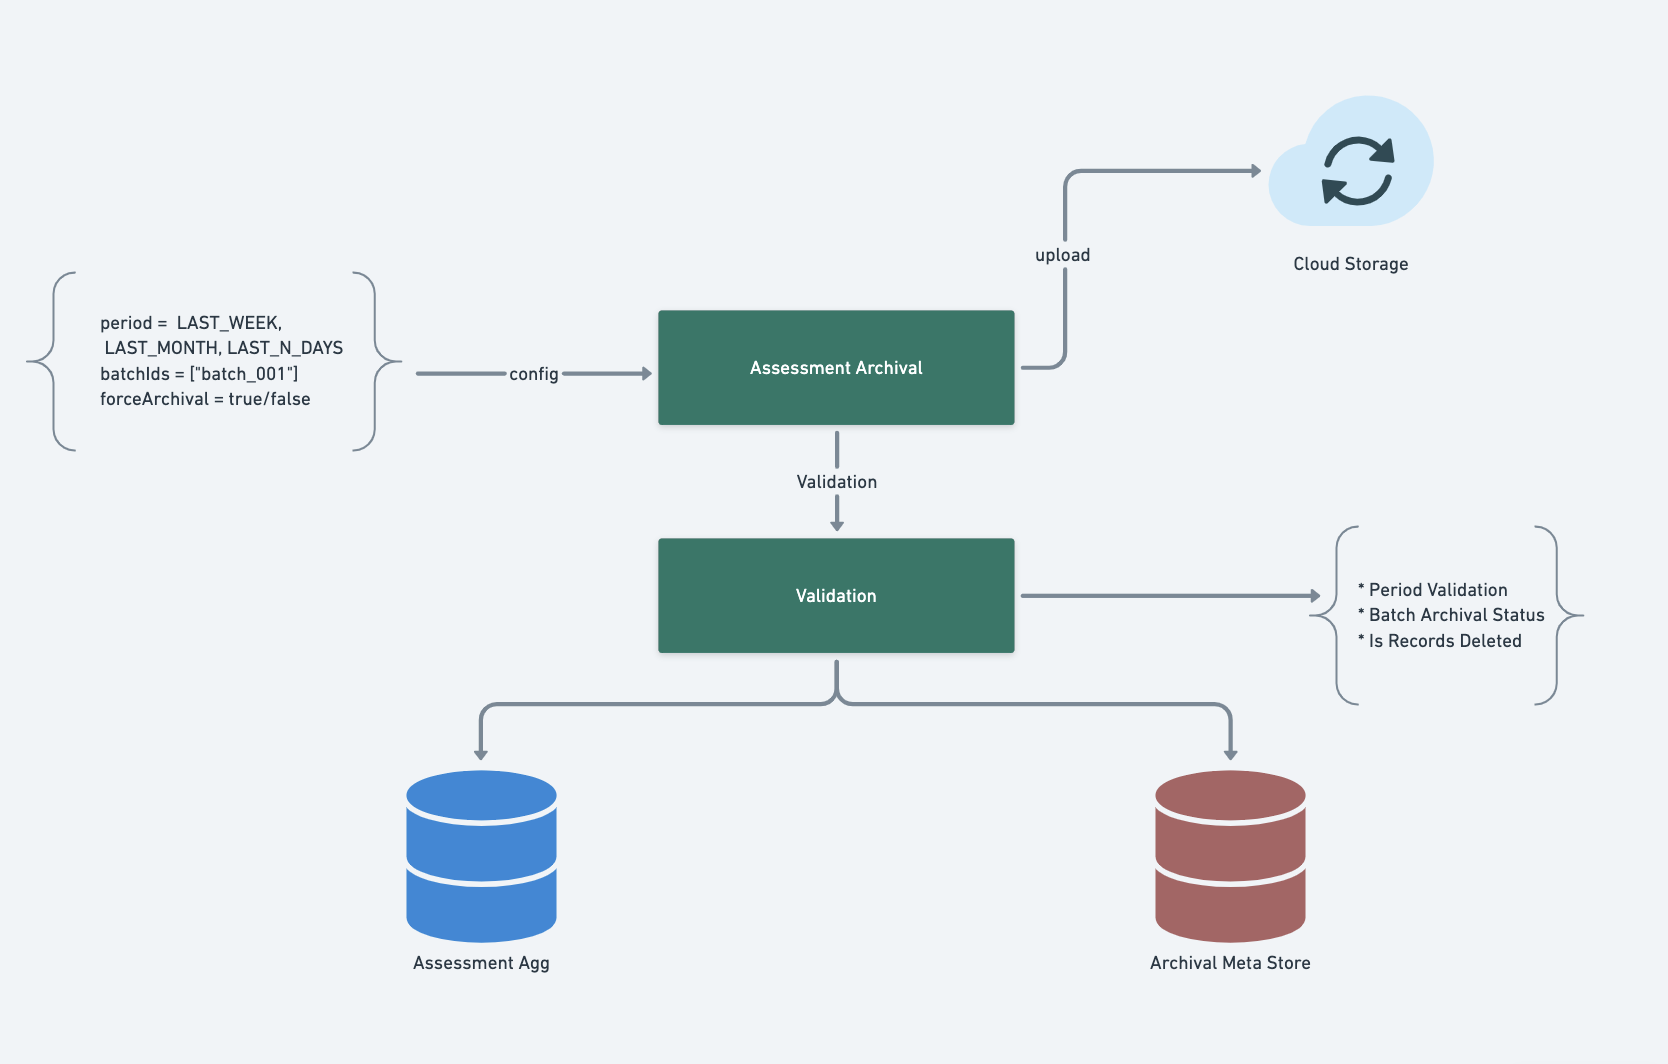 upload
Cloud Storage
period =  LAST_WEEK,
LAST_MONTH, LAST_N_DAYS
batchIds = ["batch_001"]
forceArchival = true/false
config
Assessment Archival
Validation
Validation
* Period Validation
* Batch Archival Status
* Is Records Deleted
Assessment Agg
Archival Meta Store